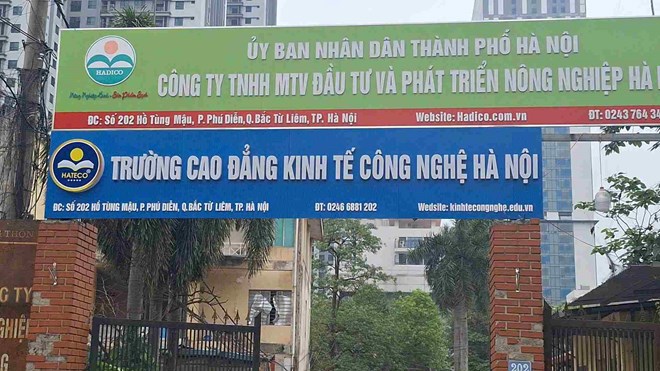 ỦY BAN NHÂN DÂN THÀNH PHỐ HÀ NỘI
HADICO
CÔNG TY TNHH MTV ĐẦU TƯ VÀ PHÁT TRIỂN NÔNG NGHIỆP HÀ
ĐC: SỐ 202 Hồ Tùng Mậu, P. Phú Diễn, Q.Bắc Từ Liêm, TP. Hà Nội
Website: Hadico.com.vn
ĐT: 0243 764 34
HATECO
TRƯỜNG CAO ĐẲNG KINH TẾ CÔNG NGHỆ HÀ NỘI
ĐC: SỐ 202 HỒ TÙNG MẬU, P. PHÚ DIỄN, Q.BẮC TỪ LIÊM, TP. HÀ NỘI
ĐT: 0246 6881 202
Wedsite: kinhtecongnghe.edu.vn
G TY
NGHIỆP
202